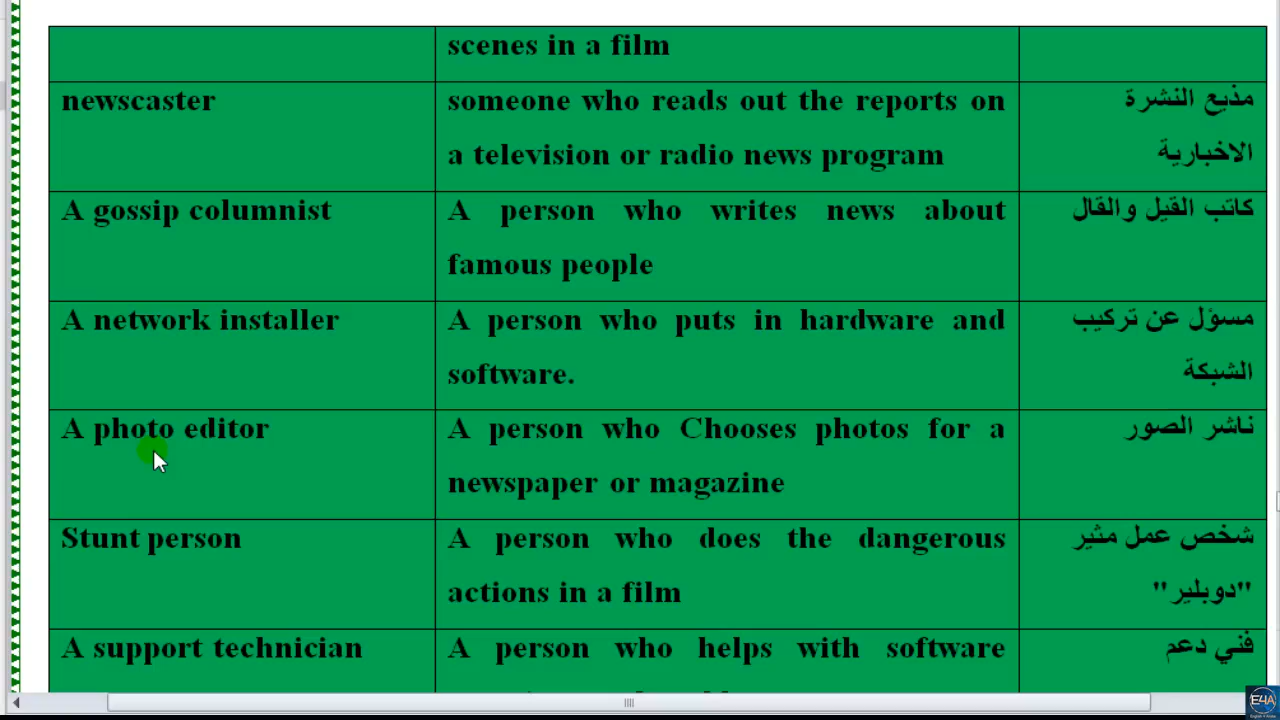 scenes in a film
newscaster
someone who reads out the reports on
a television or radio news program
مذيع النشرة
الاخبارية
A gossip columnist
A person who writes news about
famous people
كاتب القيل والقال
A network installer
A person who puts in hardware and
software.
مسؤل عن تركيب
الشبكة
A photo editor
A person who Chooses photos for a
newspaper or magazine
ناشر الصور
Stunt person
A person who does the dangerous
actions in a film
شخص عمل مثير
"دوبلير"
A support technician
A person who helps with software
فني دعم
E4A